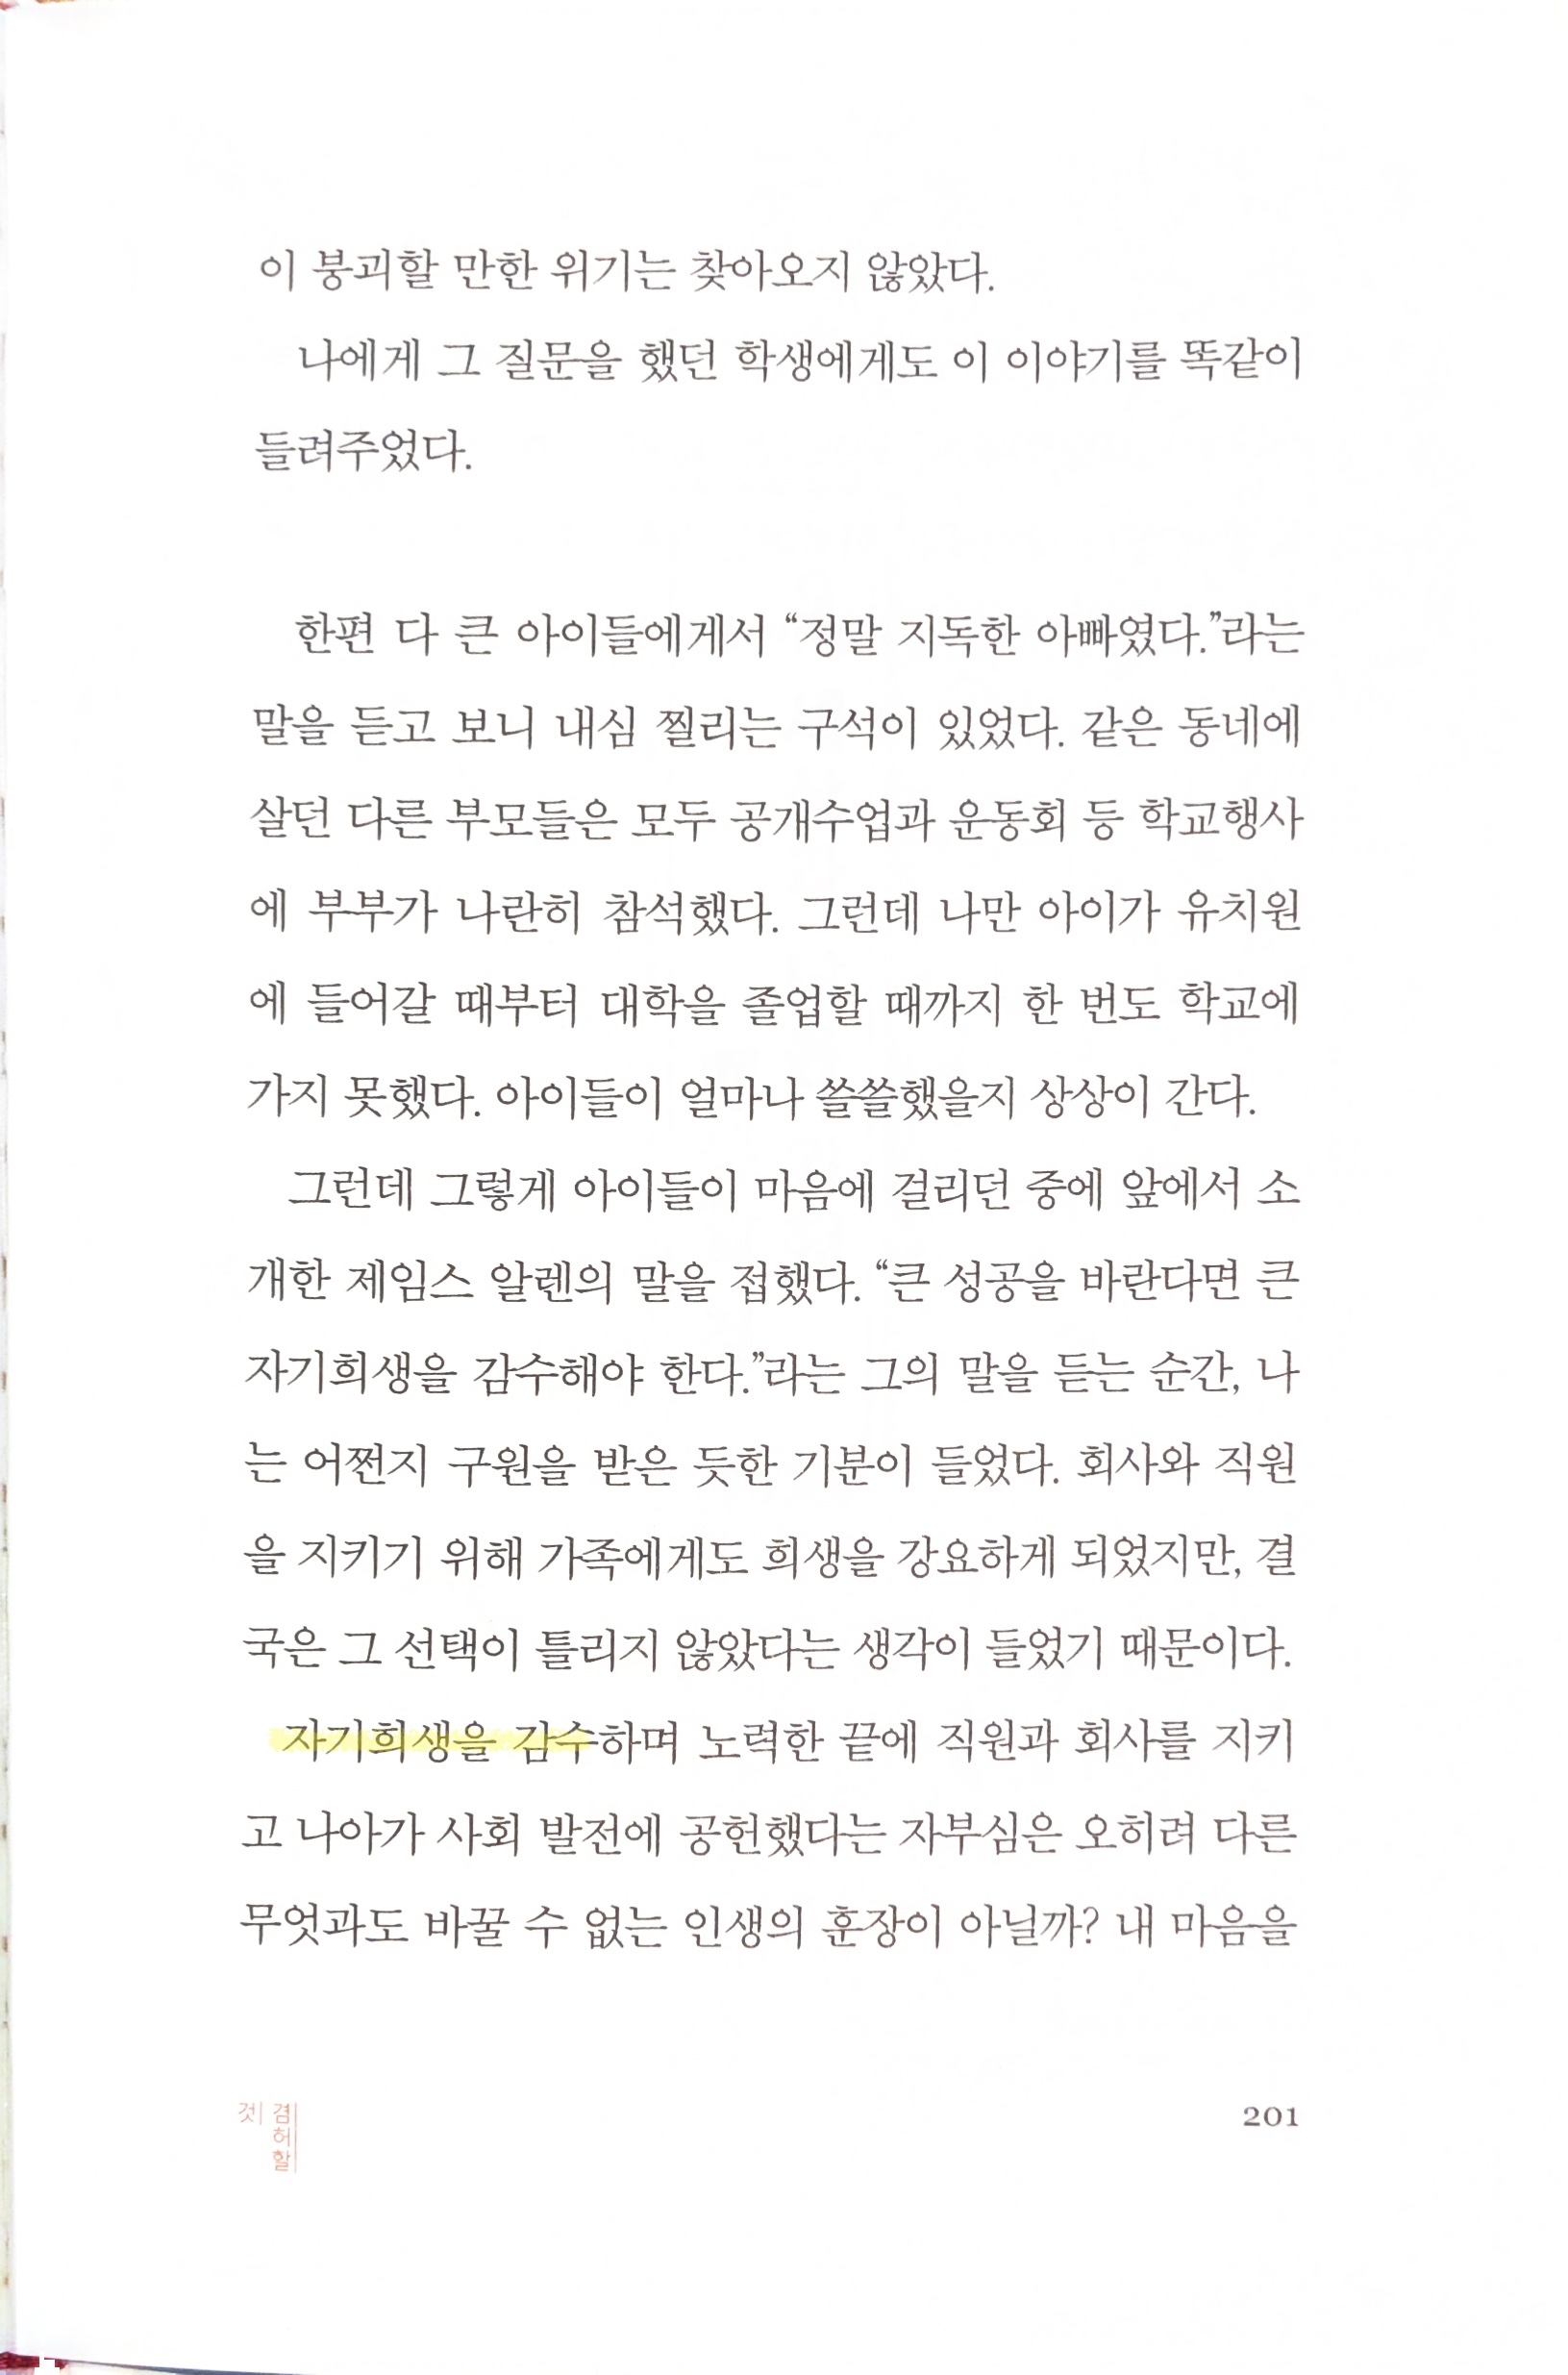 이 붕괴할 만한 위기는 찾아오지 않았다.
나에게 그 질문을 했던 학생에게도 이 이야기를 똑같이
들려주었다.
한편 다 큰 아이들에게서 “정말 지독한 아빠였다.”라는
말을 듣고 보니 내심 찔리는 구석이 있었다. 같은 동네에
살던 다른 부모들은 모두 공개수업과 운동회 등 학교행사
에 부부가 나란히 참석했다. 그런데 나만 아이가 유치원
에 들어갈 때부터 대학을 졸업할 때까지 한 번도 학교에
가지 못했다. 아이들이 얼마나 쓸쓸했을지 상상이 간다.
그런데 그렇게 아이들이 마음에 걸리던 중에 앞에서 소
개한 제임스 알렌의 말을 접했다. “큰 성공을 바란다면 큰
자기희생을 감수해야 한다.”라는 그의 말을 듣는 순간, 나
는 어쩐지 구원을 받은 듯한 기분이 들었다. 회사와 직원
을 지키기 위해 가족에게도 희생을 강요하게 되었지만, 결
국은 그 선택이 틀리지 않았다는 생각이 들었기 때문이다.
자기희생을 감수하며 노력한 끝에 직원과 회사를 지키
고 나아가 사회 발전에 공헌했다는 자부심은 오히려 다른
무엇과도 바꿀 수 없는 인생의 훈장이 아닐까? 내 마음을
겸허할
것
201